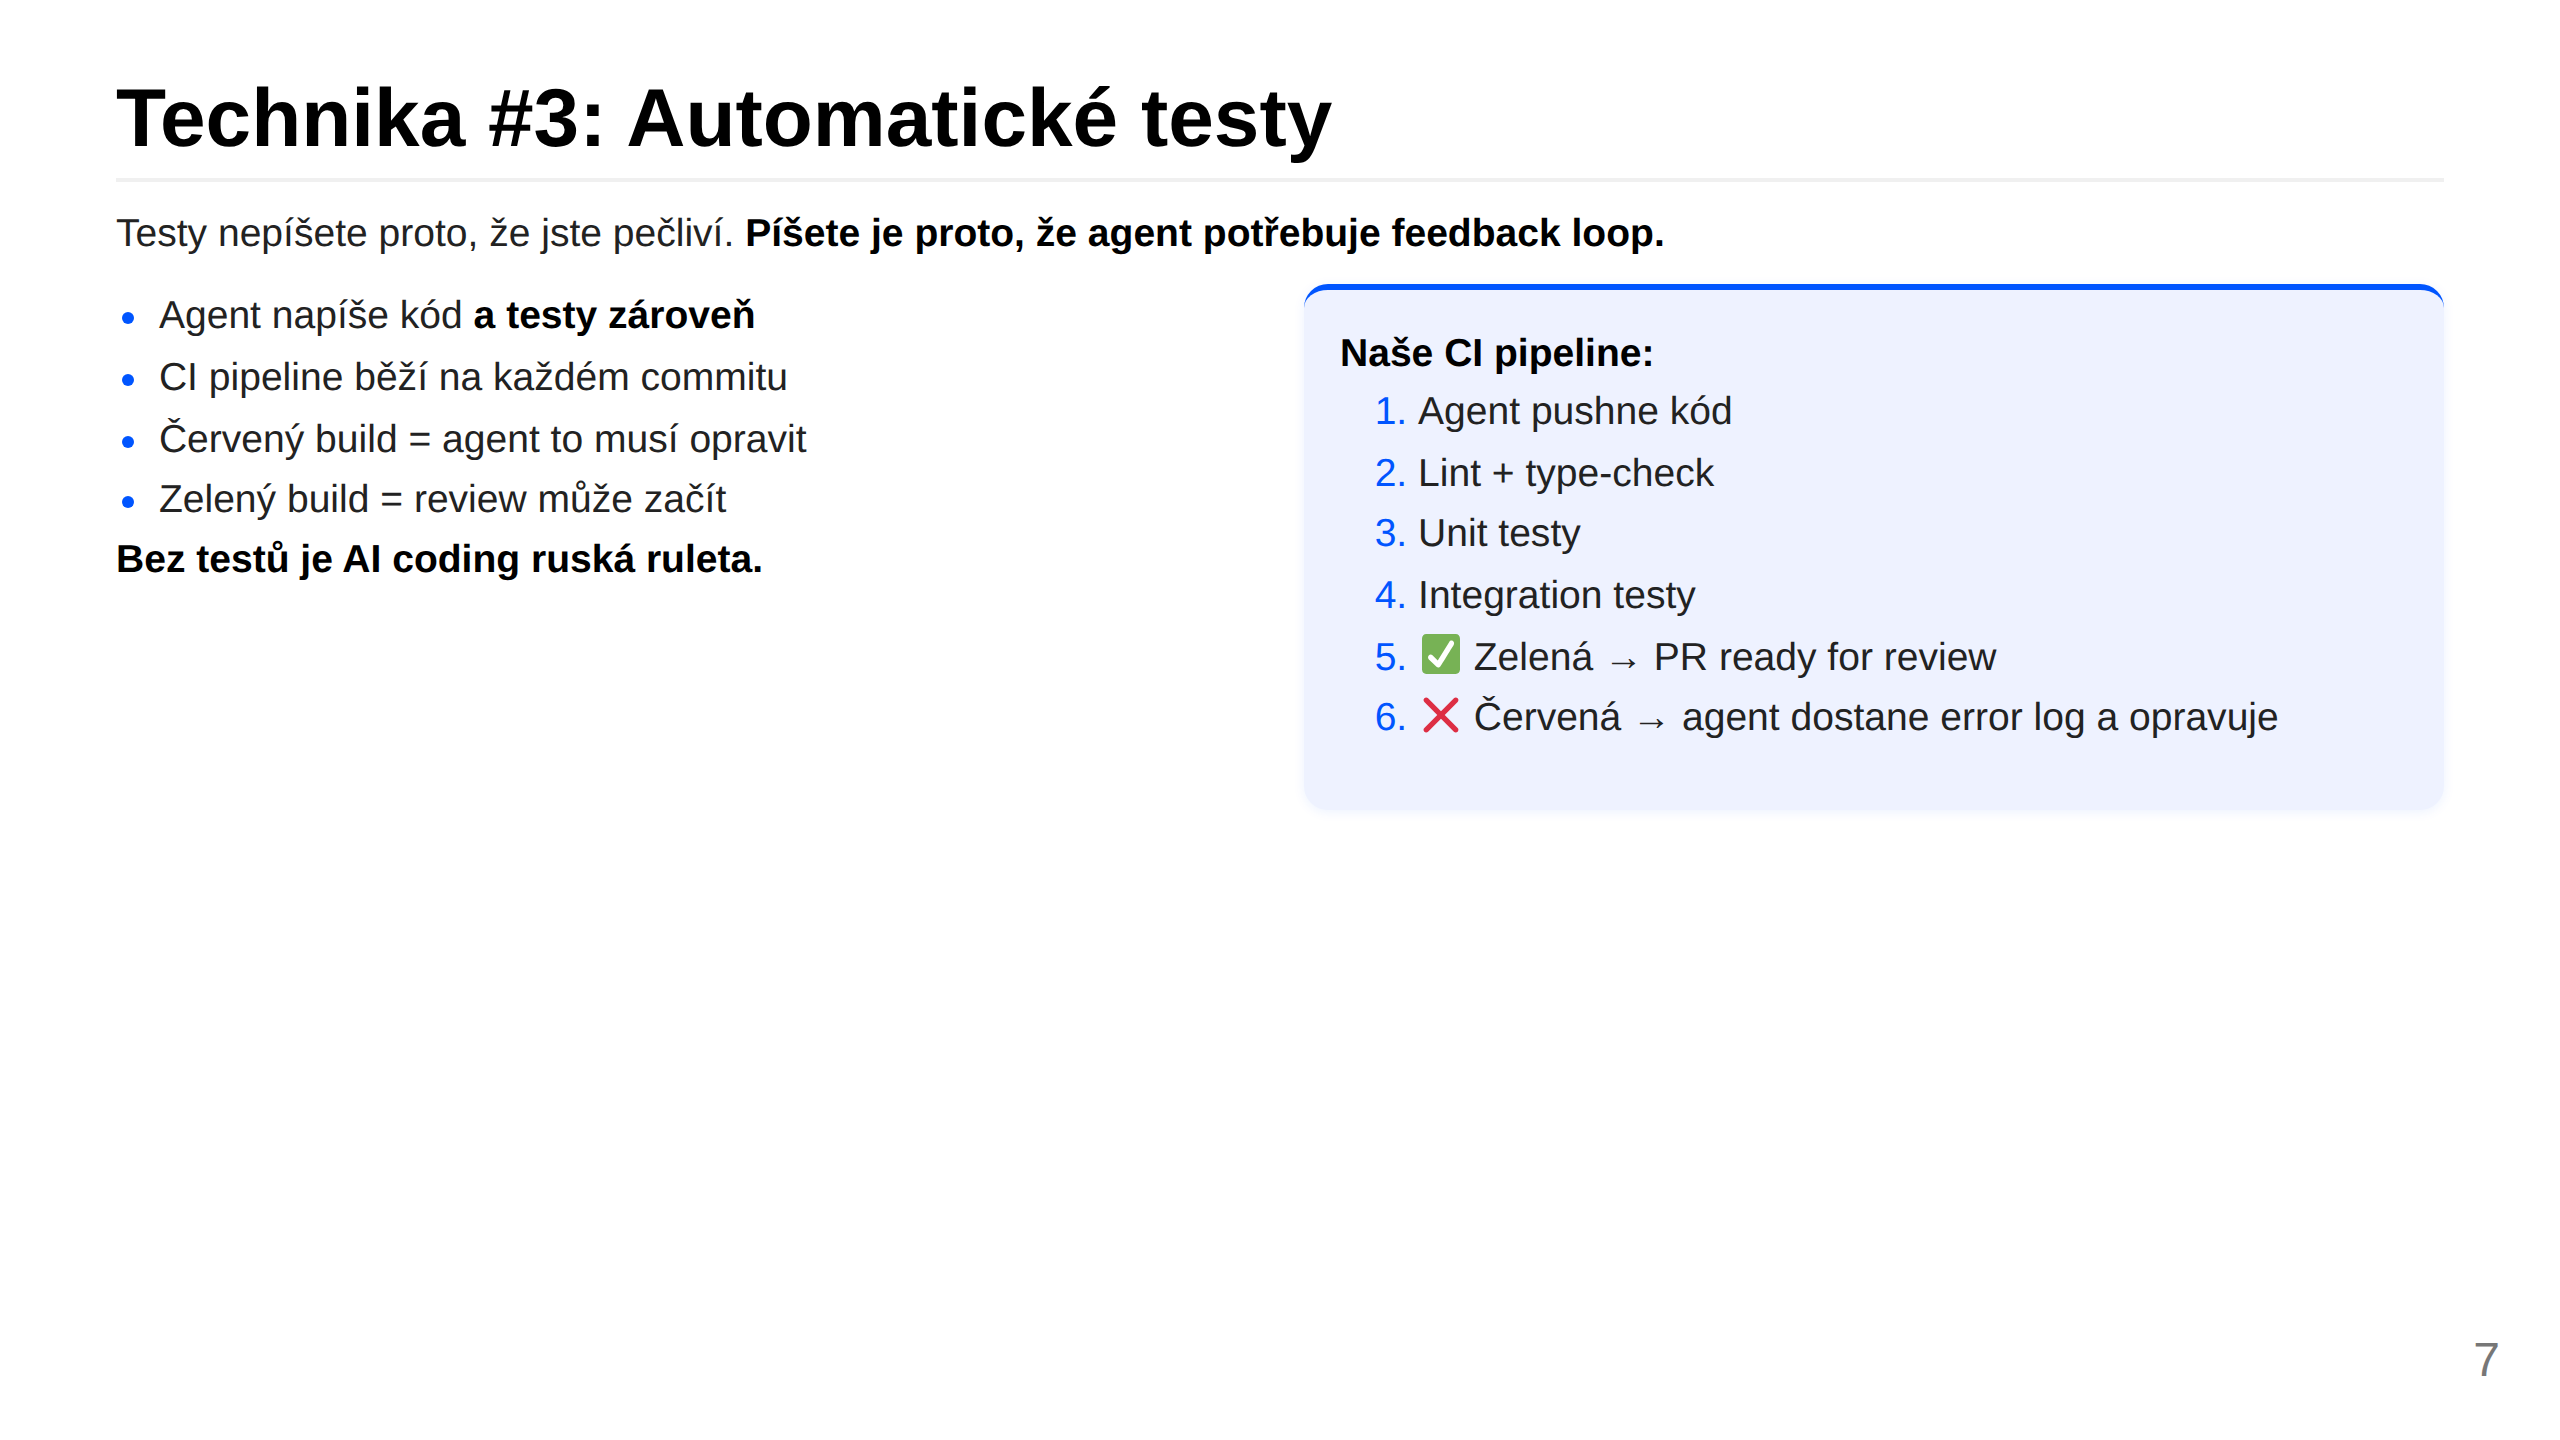 Technika #3: Automatické testy
Testy nepíšete proto, že jste pečliví. Píšete je proto, že agent potřebuje feedback loop.
• Agent napíše kód a testy zároveň
• CI pipeline běží na každém commitu
• Červený build = agent to musí opravit
• Zelený build = review může začít
Bez testů je AI coding ruská ruleta.
Naše CI pipeline:
1. Agent pushne kód
2. Lint + type-check
3. Unit testy
4. Integration testy
5. ✅ Zelená → PR ready for review
6. ❌ Červená → agent dostane error log a opravuje
7